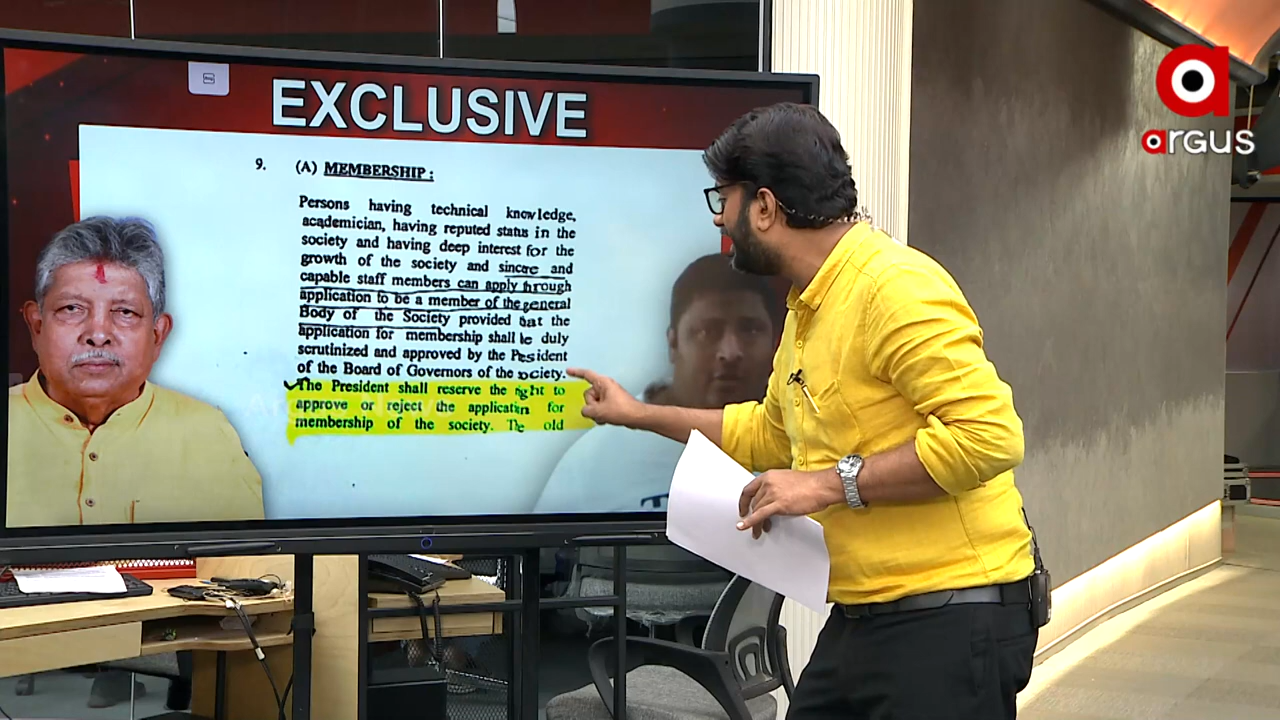 EXCLUSIVE
9. (A) MEMBERSHIP :
Persons having technical knowledge,
academician, having reputed status in the
society and having deep interest for the
growth of the society and sincere and
capable staff members can apply through
application to be a member of the general
Body of the Society provided that the
application for membership shall be duly
scrutinized and approved by the President
of the Board of Governors of the society.
The President shall reserve the right to
approve or reject the application for
membership of the society. The old
argus